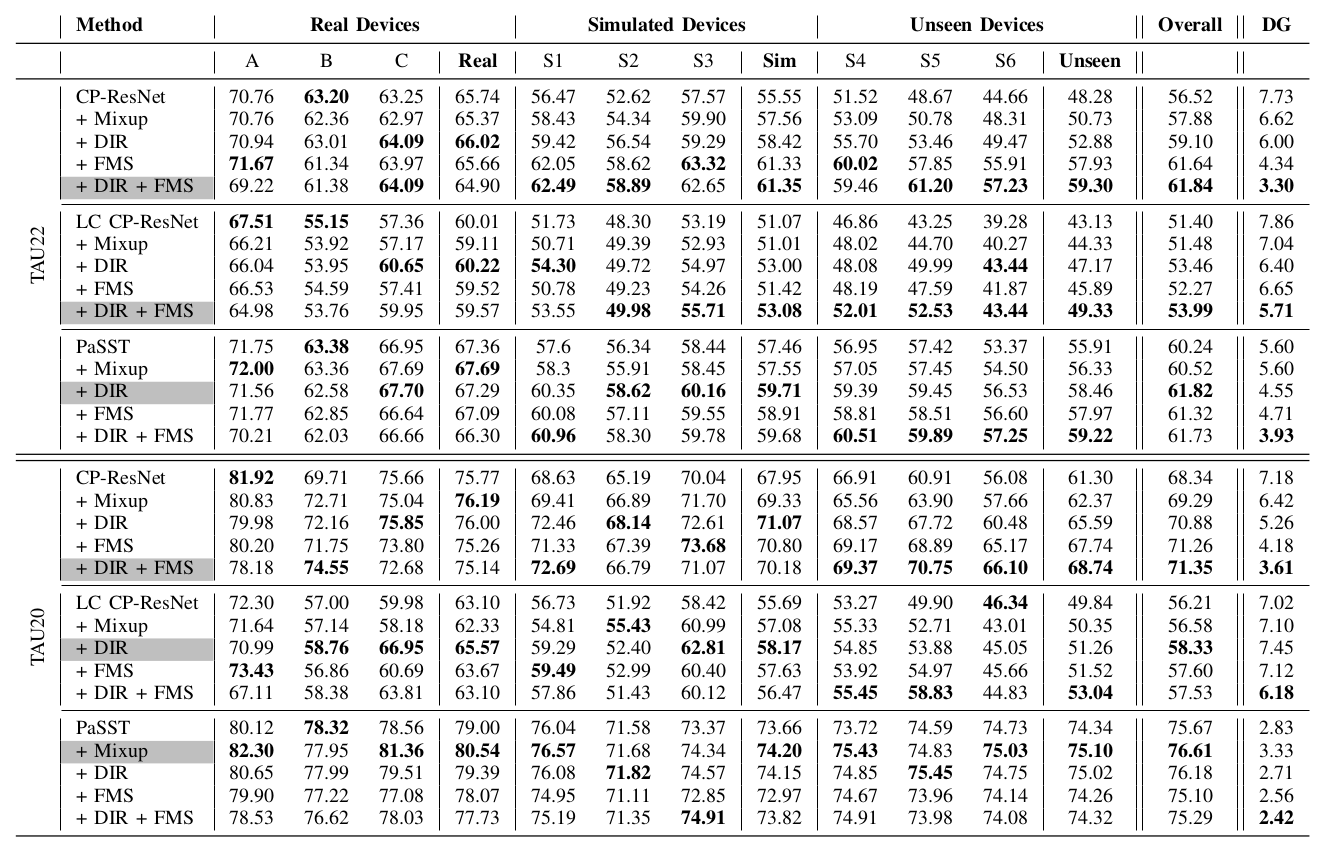 Method Real Devices Simulated Devices Unseen Devices Overall DG
A B C Real S1 S2 S3 Sim S4 S5 S6 Unseen
TAU22
CP-ResNet 70.76 63.20 63.25 65.74 56.47 52.62 57.57 55.55 51.52 48.67 44.66 48.28 56.52 7.73
+ Mixup 70.76 62.36 62.97 65.37 58.43 54.34 59.90 57.56 53.09 50.78 48.31 50.73 57.88 6.62
+ DIR 70.94 63.01 64.09 66.02 59.42 56.54 59.29 58.42 55.70 53.46 49.47 52.88 59.10 6.00
+ FMS 71.67 61.34 63.97 65.66 62.05 58.62 63.32 61.33 60.02 57.85 55.91 57.93 61.64 4.34
+ DIR + FMS 69.22 61.38 64.09 64.90 62.49 58.89 62.65 61.35 59.46 61.20 57.23 59.30 61.84 3.30
LC CP-ResNet 67.51 55.15 57.36 60.01 51.73 48.30 53.19 51.07 46.86 43.25 39.28 43.13 51.40 7.86
+ Mixup 66.21 53.92 57.17 59.11 50.71 49.39 52.93 51.01 48.02 44.70 40.27 44.33 51.48 7.04
+ DIR 66.04 53.95 60.65 60.22 54.30 49.72 54.97 53.00 48.08 49.99 43.44 47.17 53.46 6.40
+ FMS 66.53 54.59 57.41 59.52 50.78 49.23 54.26 51.42 48.19 47.59 41.87 45.89 52.27 6.65
+ DIR + FMS 64.98 53.76 59.95 59.57 53.55 49.98 55.71 53.08 52.01 52.53 43.44 49.33 53.99 5.71
PaSST 71.75 63.38 66.95 67.36 57.6 56.34 58.44 57.46 56.95 57.42 53.37 55.91 60.24 5.60
+ Mixup 72.00 63.36 67.69 67.69 58.3 55.91 58.45 57.55 57.05 57.45 54.50 56.33 60.52 5.60
+ DIR 71.56 62.58 67.70 67.29 60.35 58.62 60.16 59.71 59.39 59.45 56.53 58.46 61.82 4.55
+ FMS 71.77 62.85 66.64 67.09 60.08 57.11 59.55 58.91 58.81 58.51 56.60 57.97 61.32 4.71
+ DIR + FMS 70.21 62.03 66.66 66.30 60.96 58.30 59.78 59.68 60.51 59.89 57.25 59.22 61.73 3.93
TAU20
CP-ResNet 81.92 69.71 75.66 75.77 68.63 65.19 70.04 67.95 66.91 60.91 56.08 61.30 68.34 7.18
+ Mixup 80.83 72.71 75.04 76.19 69.41 66.89 71.70 69.33 65.56 63.90 57.66 62.37 69.29 6.42
+ DIR 79.98 72.16 75.85 76.00 72.46 68.14 72.61 71.07 68.57 67.72 60.48 65.59 70.88 5.26
+ FMS 80.20 71.75 73.80 75.26 71.33 67.39 73.68 70.80 69.17 68.89 65.17 67.74 71.26 4.18
+ DIR + FMS 78.18 74.55 72.68 75.14 72.69 66.79 71.07 70.18 69.37 70.75 66.10 68.74 71.35 3.61
LC CP-ResNet 72.30 57.00 59.98 63.10 56.73 51.92 58.42 55.69 53.27 49.90 46.34 49.84 56.21 7.02
+ Mixup 71.64 57.14 58.18 62.33 54.81 55.43 60.99 57.08 55.33 52.71 43.01 50.35 56.58 7.10
+ DIR 70.99 58.76 66.95 65.57 59.29 52.40 62.81 58.17 54.85 53.88 45.05 51.26 58.33 7.45
+ FMS 73.43 56.86 60.69 63.67 59.49 52.99 60.40 57.63 53.92 54.97 45.66 51.52 57.60 7.12
+ DIR + FMS 67.11 58.38 63.81 63.10 57.86 51.43 60.12 56.47 55.45 58.83 44.83 53.04 57.53 6.18
PaSST 80.12 78.32 78.56 79.00 76.04 71.58 73.37 73.66 73.72 74.59 74.73 74.34 75.67 2.83
+ Mixup 82.30 77.95 81.36 80.54 76.57 71.68 74.34 74.20 75.43 74.83 75.03 75.10 76.61 3.33
+ DIR 80.65 77.99 79.51 79.39 76.08 71.82 74.57 74.15 74.85 75.45 74.75 75.02 76.18 2.71
+ FMS 79.90 77.22 77.08 78.07 74.95 71.11 72.85 72.97 74.67 73.96 74.14 74.26 75.10 2.56
+ DIR + FMS 78.53 76.62 78.03 77.73 75.19 71.35 74.91 73.82 74.91 73.98 74.08 74.32 75.29 2.42